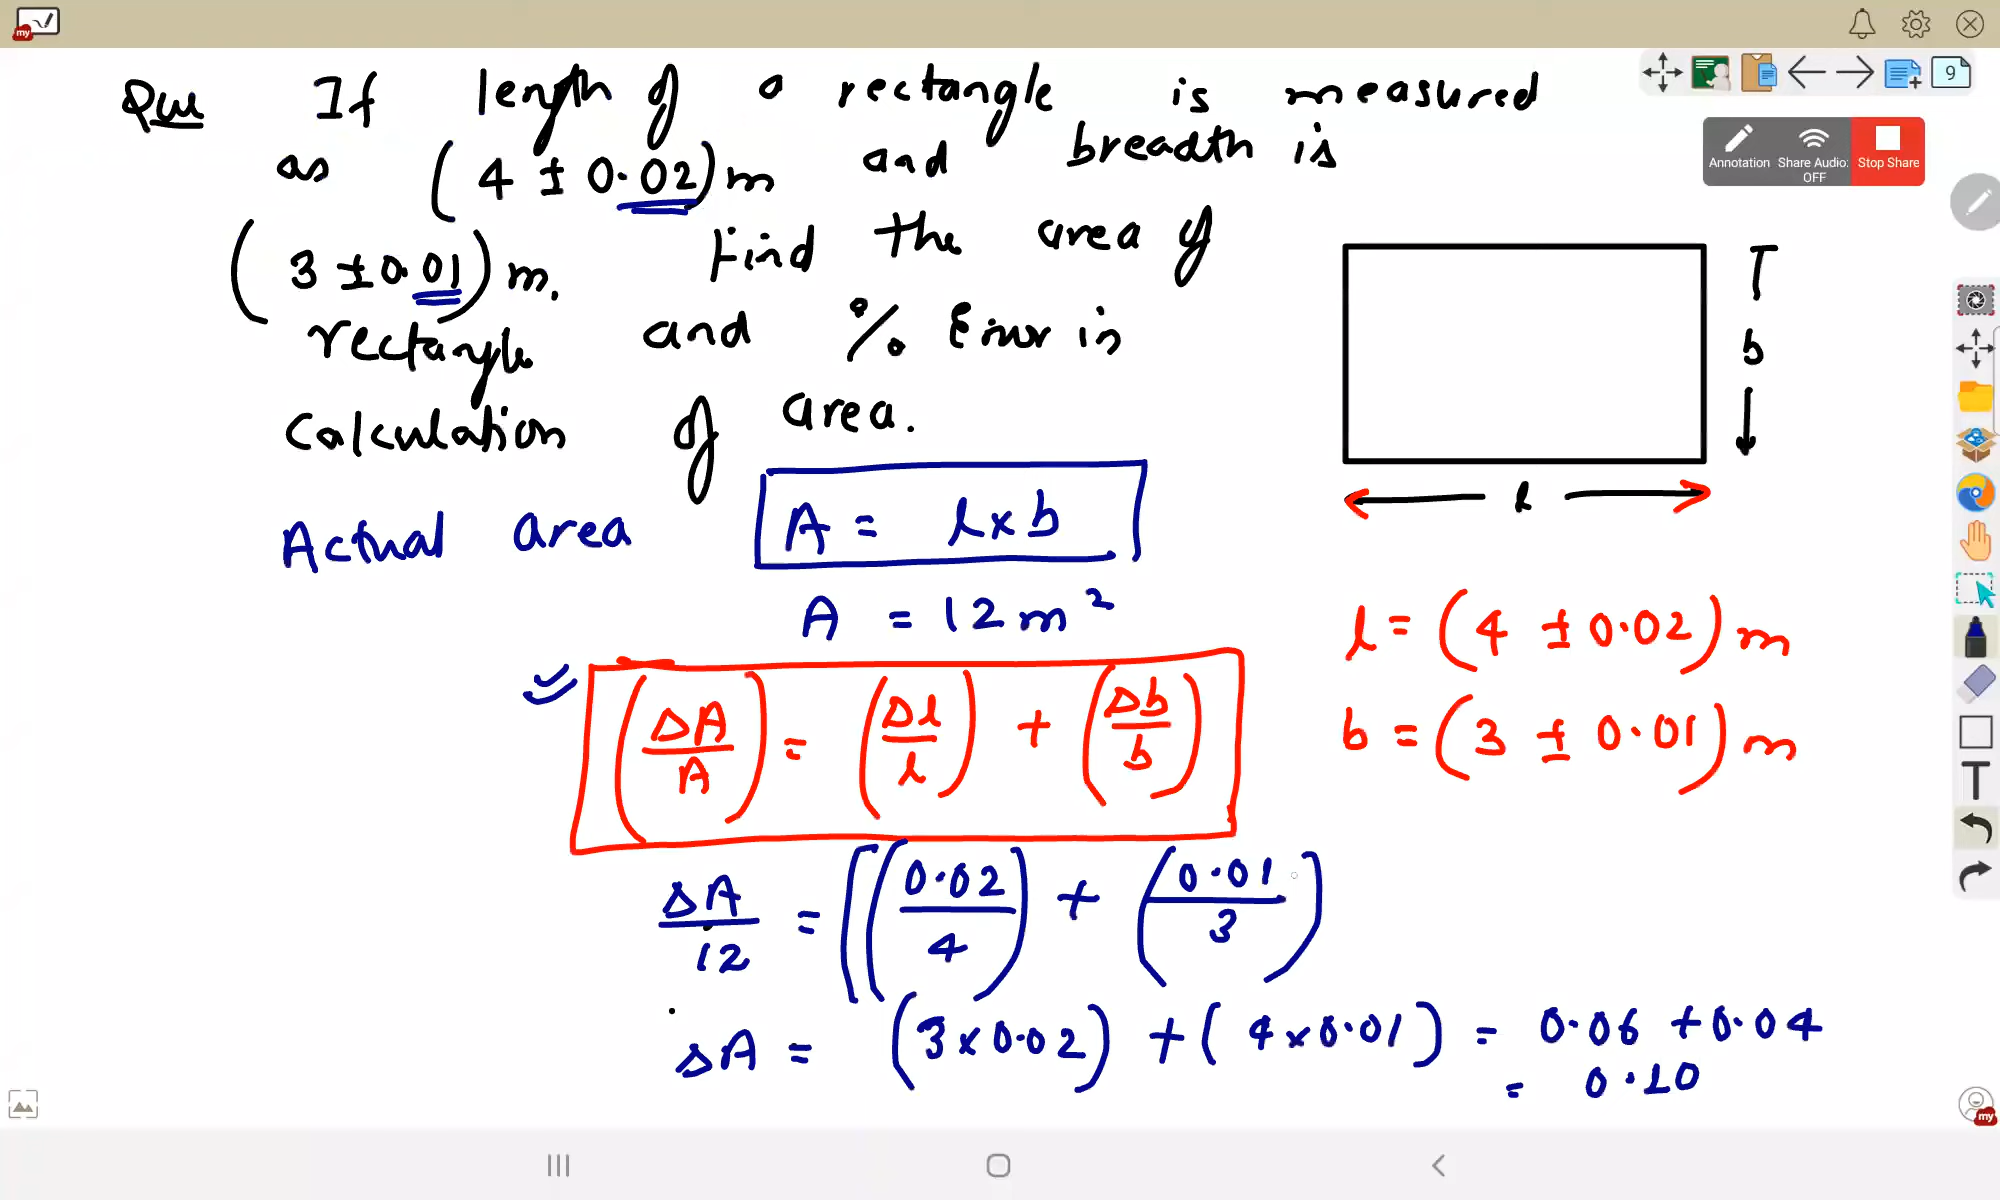 my
9
Annotation Share Audio: OFF Stop Share
Que If length of a rectangle is measured
as (4 ± 0.02) m and breadth is
(3 ± 0.01) m. Find the area of
rectangle and % Error in
calculation of area.
T
b
l
Actual area A = l × b
A = 12 m²
l = (4 ± 0.02) m
b = (3 ± 0.01) m
(ΔA/A) = (Δl/l) + (Δb/b)
ΔA/12 = ((0.02/4) + (0.01/3)
ΔA = (3 × 0.02) + (4 × 0.01) = 0.06 + 0.04
= 0.10
T
my